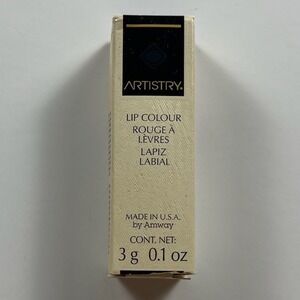 ARTISTRY.
LIP COLOUR
ROUGE À
LÈVRES
LAPIZ
LABIAL
MADE IN U.S.A.
by Amway
CONT. NET:
3 g 0.1 oz